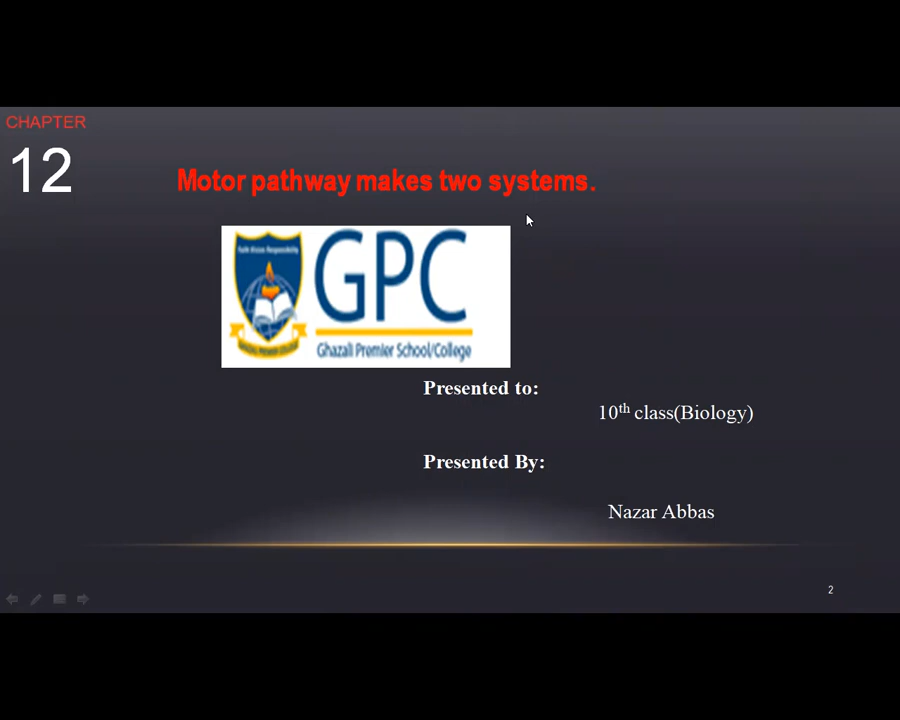 CHAPTER
12
Motor pathway makes two systems.
GPC
Ghazali Premier School/College
Presented to:
10th class(Biology)
Presented By:
Nazar Abbas
2